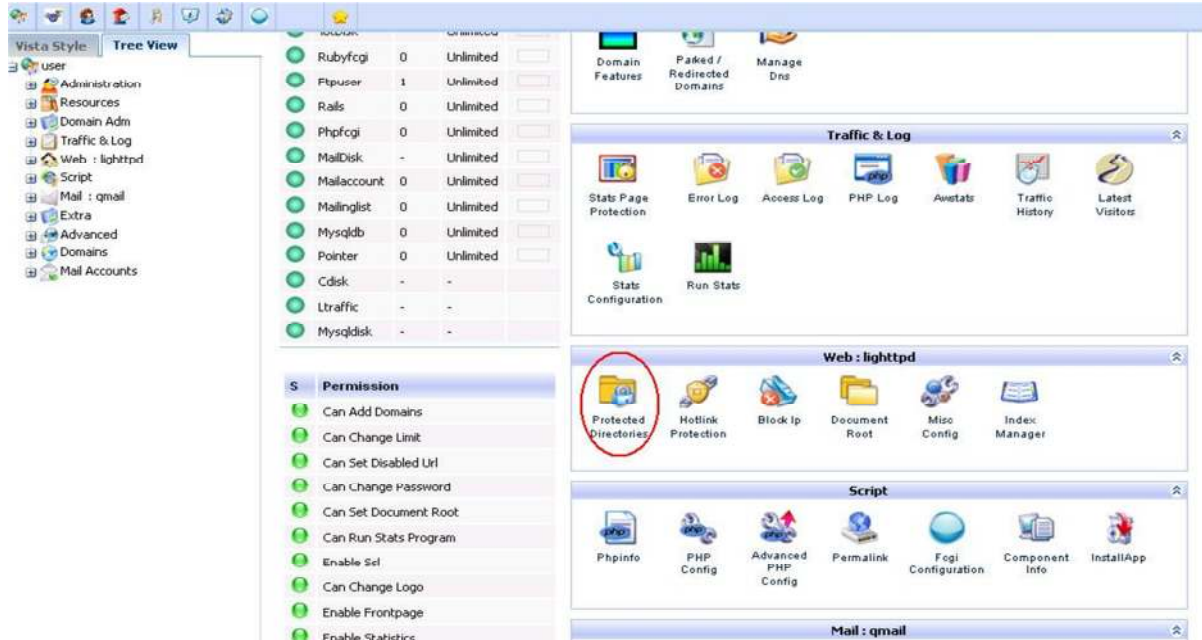 Vista Style
Tree View
user
Administration
Resources
Domain Adm
Traffic & Log
Web : lighttpd
Script
Mail : qmail
Extra
Advanced
Domains
Mail Accounts
Rubyfcgi 0 Unlimited
Ftpuser 1 Unlimited
Rails 0 Unlimited
Phpfcgi 0 Unlimited
MailDisk - Unlimited
Mailaccount 0 Unlimited
Mailinglist 0 Unlimited
Mysqldb 0 Unlimited
Pointer 0 Unlimited
Cdisk - -
Ltraffic - -
Mysqldisk - -
S Permission
Can Add Domains
Can Change Limit
Can Set Disabled Url
Can Change Password
Can Set Document Root
Can Run Stats Program
Enable Ssl
Can Change Logo
Enable Frontpage
Enable Statistics
Domain
Features
Parked /
Redirected
Domains
Manage
Dns
Traffic & Log
Stats Page
Protection
Error Log
Access Log
php
PHP Log
Awstats
Traffic
History
Latest
Visitors
Stats
Configuration
Run Stats
Web : lighttpd
Protected
Directories
Hotlink
Protection
Block Ip
Document
Root
Misc
Config
Index
Manager
Script
php
Phpinfo
php
PHP
Config
php
Advanced
PHP
Config
Permalink
Fcgi
Configuration
Component
Info
InstallApp
Mail : qmail